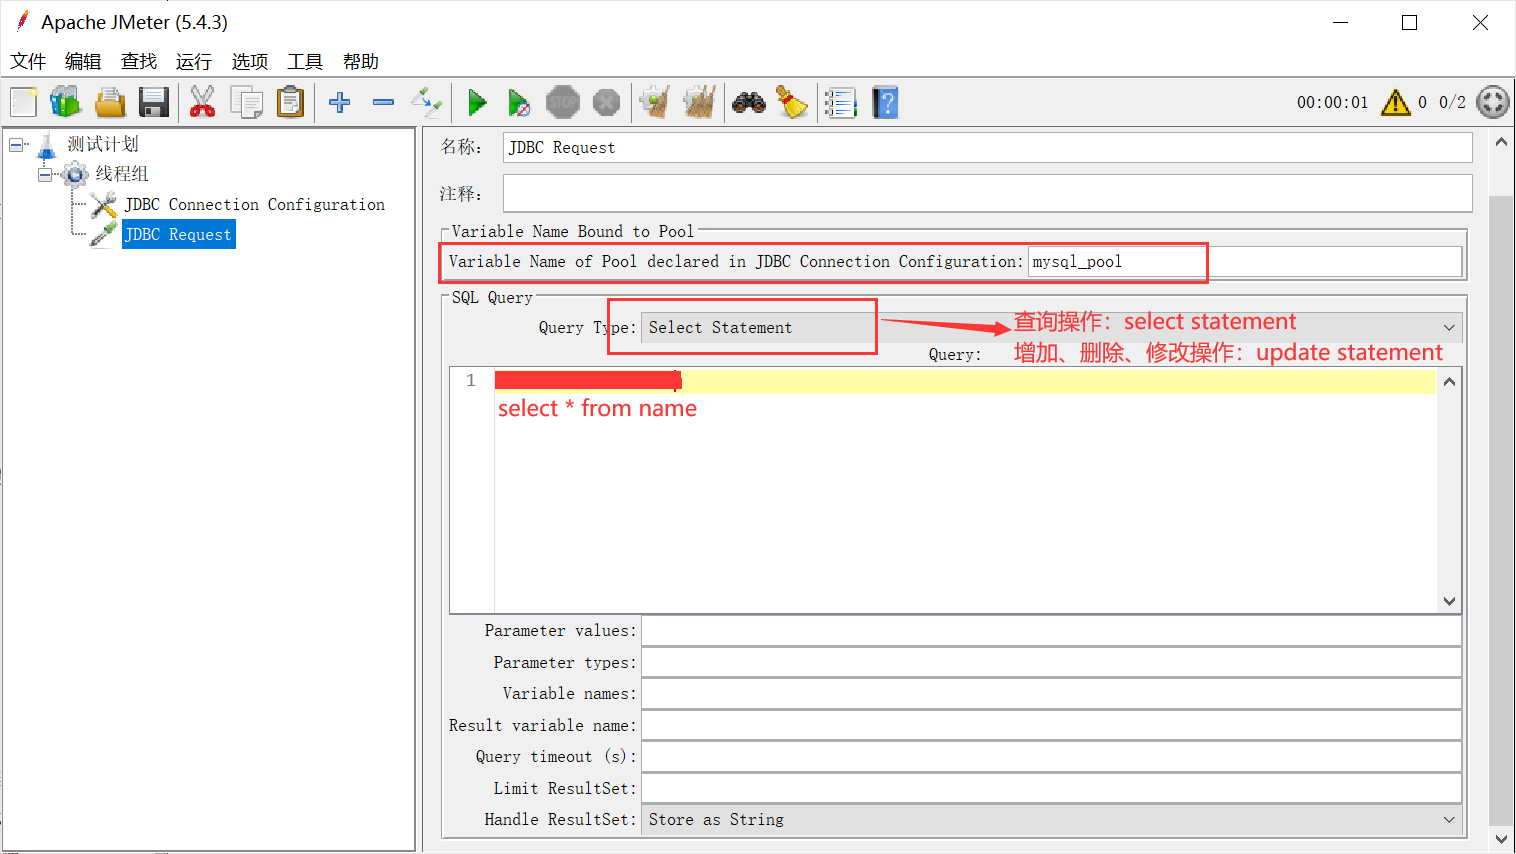 Apache JMeter (5.4.3)
文件 编辑 查找 运行 选项 工具 帮助
STOP
00:00:01 0 0/2
测试计划
线程组
JDBC Connection Configuration
JDBC Request
名称: JDBC Request
注释:
Variable Name Bound to Pool
Variable Name of Pool declared in JDBC Connection Configuration: mysql_pool
SQL Query
Query Type: Select Statement
查询操作：select statement
Query:
增加、删除、修改操作：update statement
1
select * from name
Parameter values:
Parameter types:
Variable names:
Result variable name:
Query timeout (s):
Limit ResultSet:
Handle ResultSet: Store as String